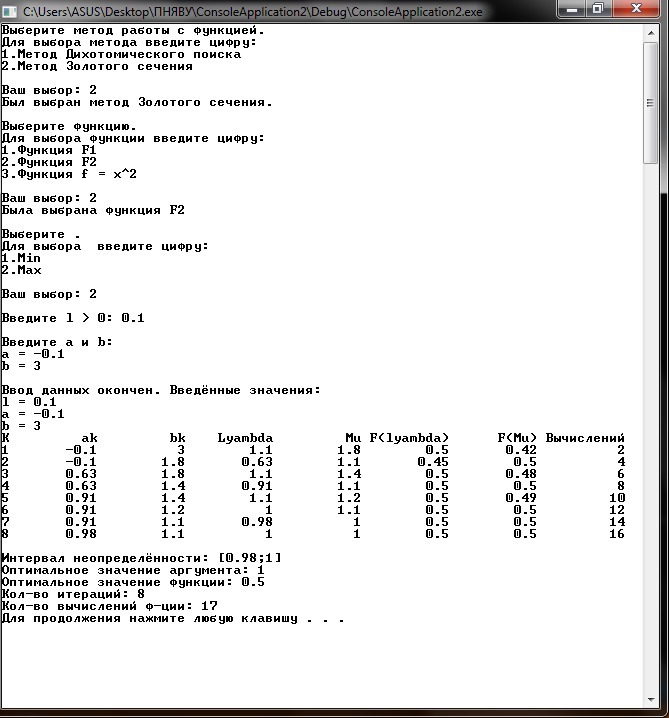 C:\Users\ASUS\Desktop\ПНЯВУ\ConsoleApplication2\Debug\ConsoleApplication2.exe
Выберите метод работы с функцией.
Для выбора метода введите цифру:
1.Метод Дихотомического поиска
2.Метод Золотого сечения
Ваш выбор: 2
Был выбран метод Золотого сечения.
Выберите функцию.
Для выбора функции введите цифру:
1.Функция F1
2.Функция F2
3.Функция f = x^2
Ваш выбор: 2
Была выбрана функция F2
Выберите .
Для выбора  введите цифру:
1.Min
2.Max
Ваш выбор: 2
Введите l > 0: 0.1
Введите a и b:
a = -0.1
b = 3
Ввод данных окончен. Введённые значения:
l = 0.1
a = -0.1
b = 3
K ak bk Lyambda Mu F(lyambda) F(Mu) Вычислений
1 -0.1 3 1.1 1.8 0.5 0.42 2
2 -0.1 1.8 0.63 1.1 0.45 0.5 4
3 0.63 1.8 1.1 1.4 0.5 0.48 6
4 0.63 1.4 0.91 1.1 0.5 0.5 8
5 0.91 1.4 1.1 1.2 0.5 0.49 10
6 0.91 1.2 1 1.1 0.5 0.5 12
7 0.91 1.1 0.98 1 0.5 0.5 14
8 0.98 1.1 1 1 0.5 0.5 16
Интервал неопределённости: [0.98;1]
Оптимальное значение аргумента: 1
Оптимальное значение функции: 0.5
Кол-во итераций: 8
Кол-во вычислений ф-ции: 17
Для продолжения нажмите любую клавишу . . .